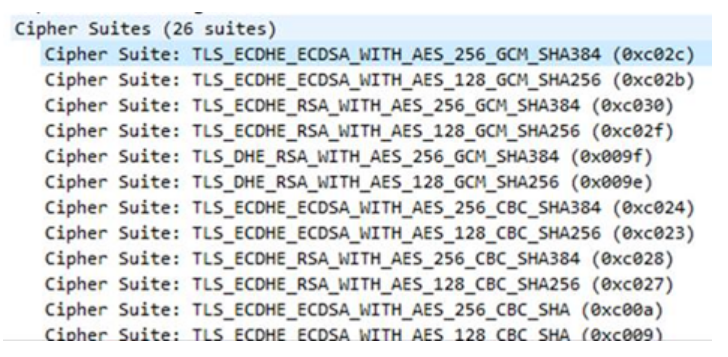 Cipher Suites (26 suites)
Cipher Suite: TLS_ECDHE_ECDSA_WITH_AES_256_GCM_SHA384 (0xc02c)
Cipher Suite: TLS_ECDHE_ECDSA_WITH_AES_128_GCM_SHA256 (0xc02b)
Cipher Suite: TLS_ECDHE_RSA_WITH_AES_256_GCM_SHA384 (0xc030)
Cipher Suite: TLS_ECDHE_RSA_WITH_AES_128_GCM_SHA256 (0xc02f)
Cipher Suite: TLS_DHE_RSA_WITH_AES_256_GCM_SHA384 (0x009f)
Cipher Suite: TLS_DHE_RSA_WITH_AES_128_GCM_SHA256 (0x009e)
Cipher Suite: TLS_ECDHE_ECDSA_WITH_AES_256_CBC_SHA384 (0xc024)
Cipher Suite: TLS_ECDHE_ECDSA_WITH_AES_128_CBC_SHA256 (0xc023)
Cipher Suite: TLS_ECDHE_RSA_WITH_AES_256_CBC_SHA384 (0xc028)
Cipher Suite: TLS_ECDHE_RSA_WITH_AES_128_CBC_SHA256 (0xc027)
Cipher Suite: TLS_ECDHE_ECDSA_WITH_AES_256_CBC_SHA (0xc00a)
Cipher Suite: TLS_ECDHE_ECDSA_WITH_AES_128_CBC_SHA (0xc009)